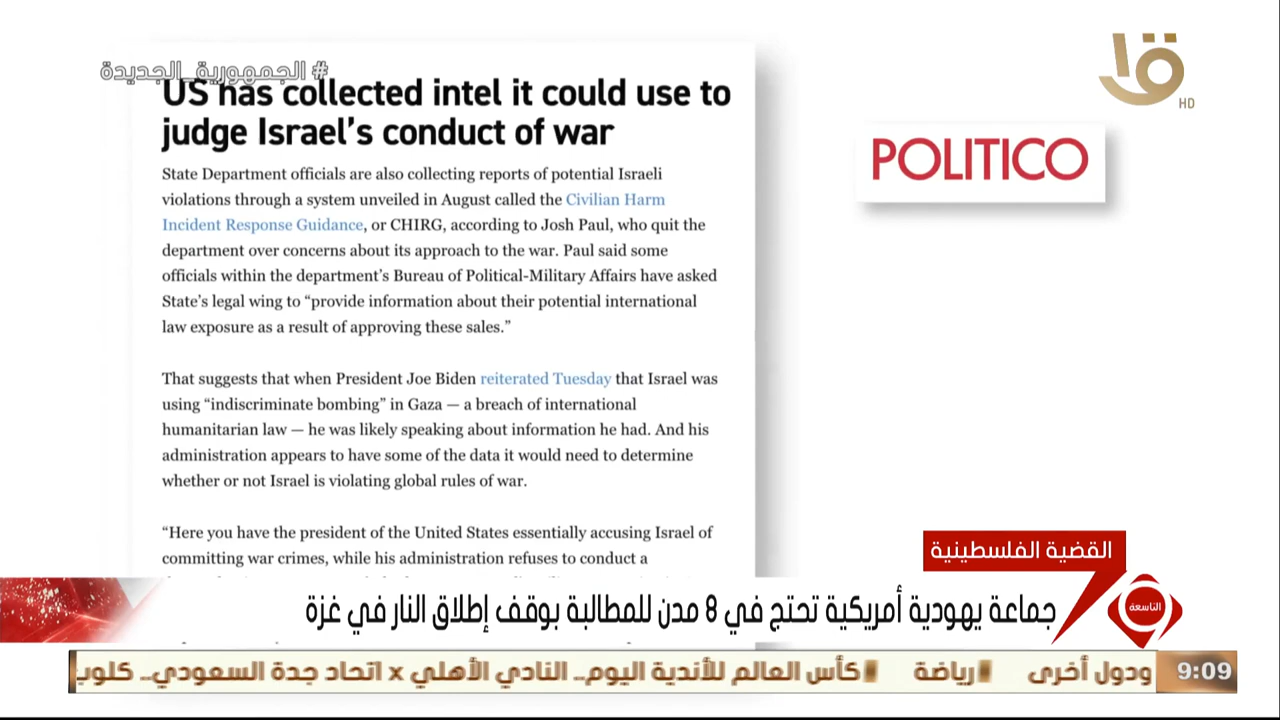 # الجمهورية_الجديدة
US has collected intel it could use to
judge Israel's conduct of war
State Department officials are also collecting reports of potential Israeli
violations through a system unveiled in August called the Civilian Harm
Incident Response Guidance, or CHIRG, according to Josh Paul, who quit the
department over concerns about its approach to the war. Paul said some
officials within the department's Bureau of Political-Military Affairs have asked
State's legal wing to “provide information about their potential international
law exposure as a result of approving these sales.”
That suggests that when President Joe Biden reiterated Tuesday that Israel was
using “indiscriminate bombing” in Gaza — a breach of international
humanitarian law — he was likely speaking about information he had. And his
administration appears to have some of the data it would need to determine
whether or not Israel is violating global rules of war.
“Here you have the president of the United States essentially accusing Israel of
committing war crimes, while his administration refuses to conduct a
HD
POLITICO
القضية الفلسطينية
التاسعة
جماعة يهودية أمريكية تحتج في 8 مدن للمطالبة بوقف إطلاق النار في غزة
9:09
ودول أخرى رياضة كأس العالم للأندية اليوم.. النادي الأهلي x اتحاد جدة السعودي.. كلوب